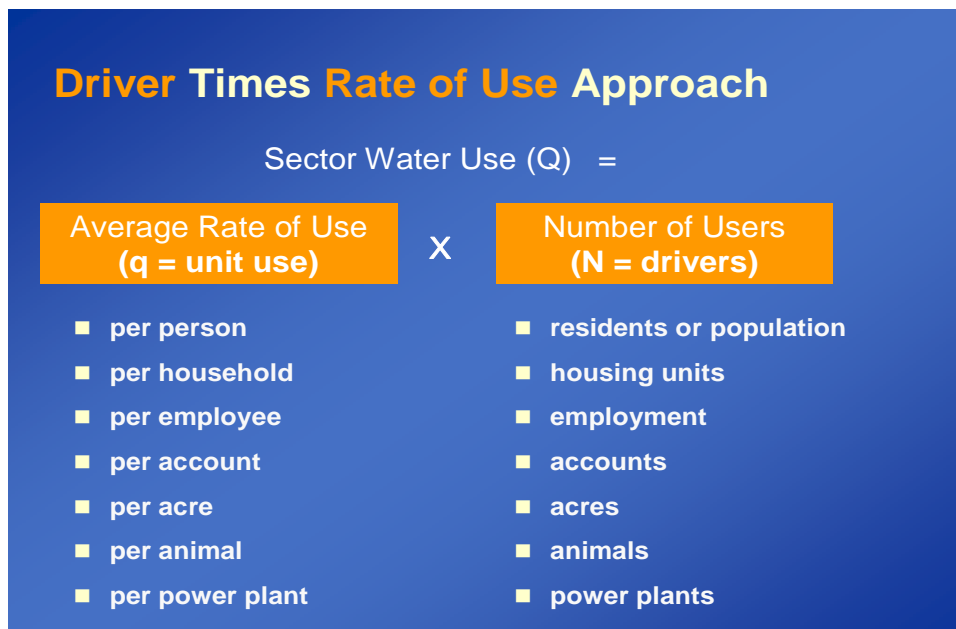 Driver Times Rate of Use Approach
Sector Water Use (Q) =
Average Rate of Use
(q = unit use)
x
Number of Users
(N = drivers)
per person
per household
per employee
per account
per acre
per animal
per power plant
residents or population
housing units
employment
accounts
acres
animals
power plants